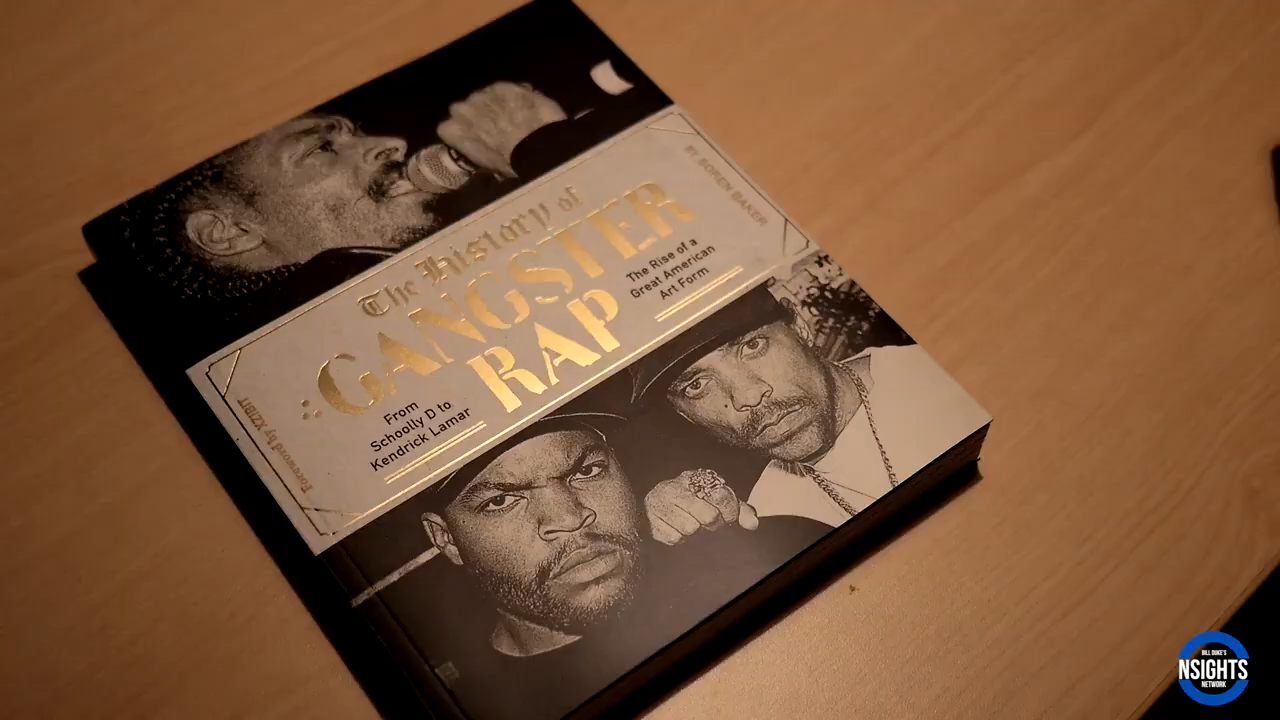 The History of
GANGSTER
RAP
From
Schoolly D to
Kendrick Lamar
The Rise of a
Great American
Art Form
BY SOREN BAKER
Foreword by XZIBIT
BILL DUKE'S
NSIGHTS
NETWORK